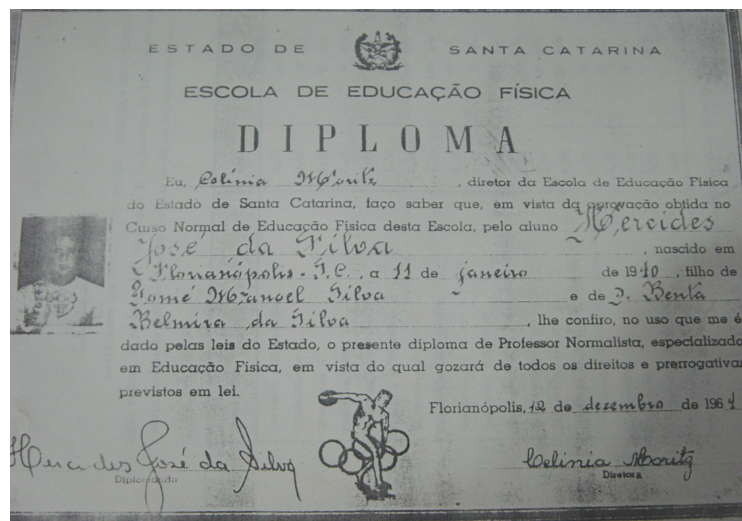 ESTADO DE SANTA CATARINA
ESCOLA DE EDUCAÇÃO FÍSICA
DIPLOMA
Eu, Celínia Moritz, diretor da Escola de Educação Física
do Estado de Santa Catarina, faço saber que, em vista da aprovação obtida no
Curso Normal de Educação Física desta Escola, pelo aluno Hercides
José da Silva, nascido em
Florianópolis - S.C., a 11 de janeiro de 1940, filho de
Tomé Manoel Silva e de D. Benta
Belmira da Silva, lhe confiro, no uso que me é
dado pelas leis do Estado, o presente diploma de Professor Normalista, especializado
em Educação Física, em vista do qual gozará de todos os direitos e prerrogativas
previstos em lei.
Florianópolis, 12 de dezembro de 1964
Hercides José da Silva
Diplomado
Celinia Moritz
Diretora